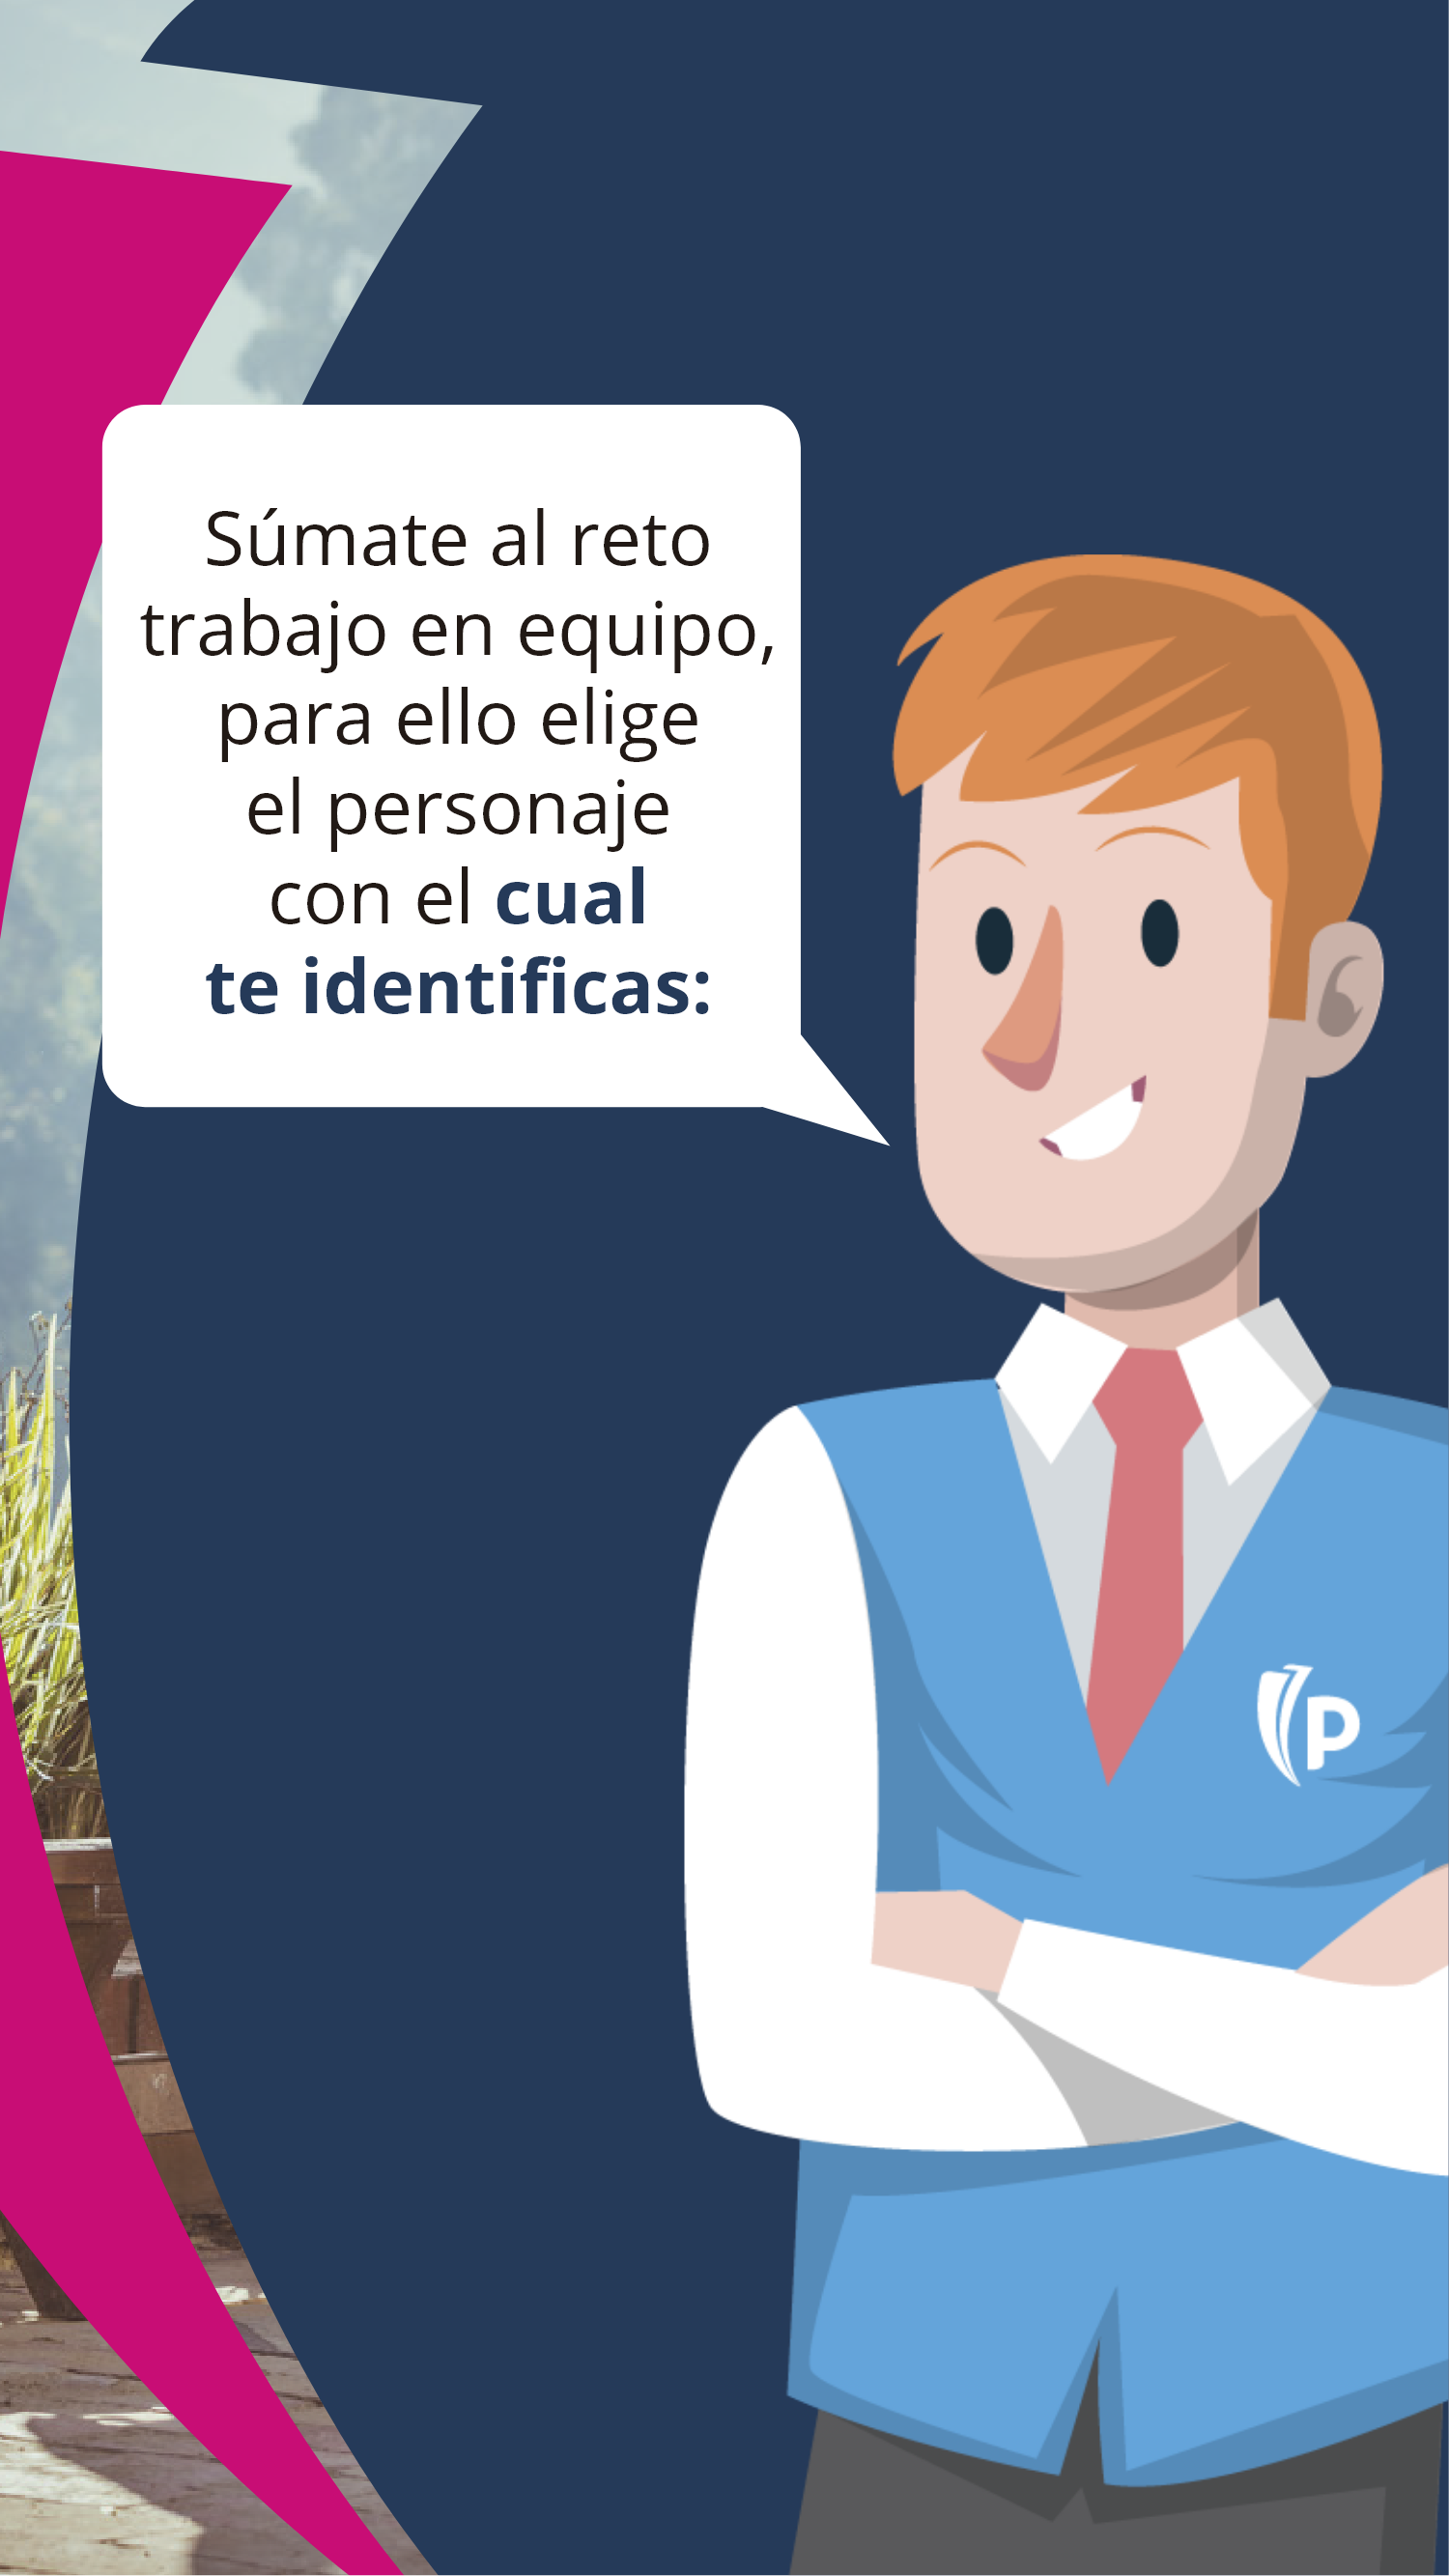 Súmate al reto
trabajo en equipo,
para ello elige
el personaje
con el cual
te identificas:
P